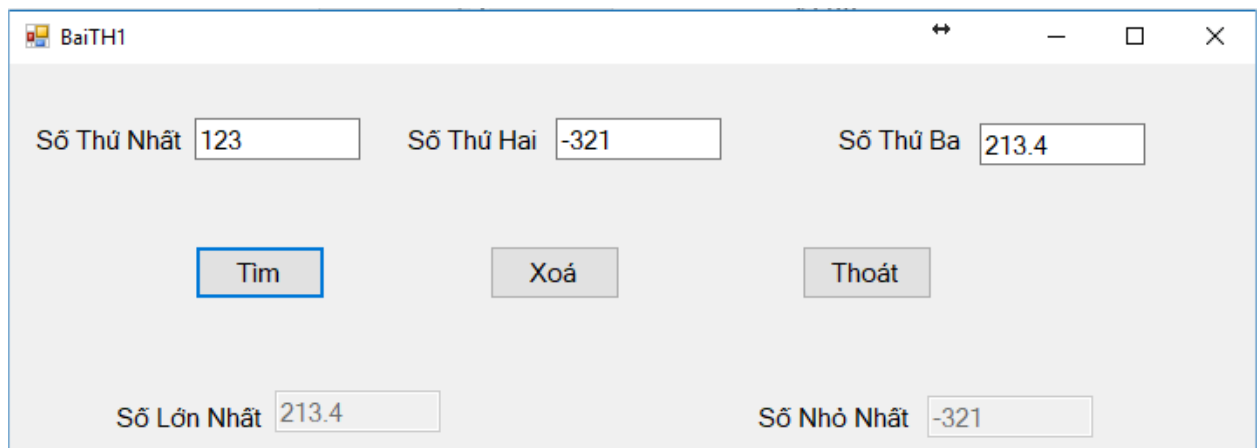 BaiTH1
Số Thứ Nhất 123 Số Thứ Hai -321 Số Thứ Ba 213.4
Tìm Xoá Thoát
Số Lớn Nhất 213.4 Số Nhỏ Nhất -321